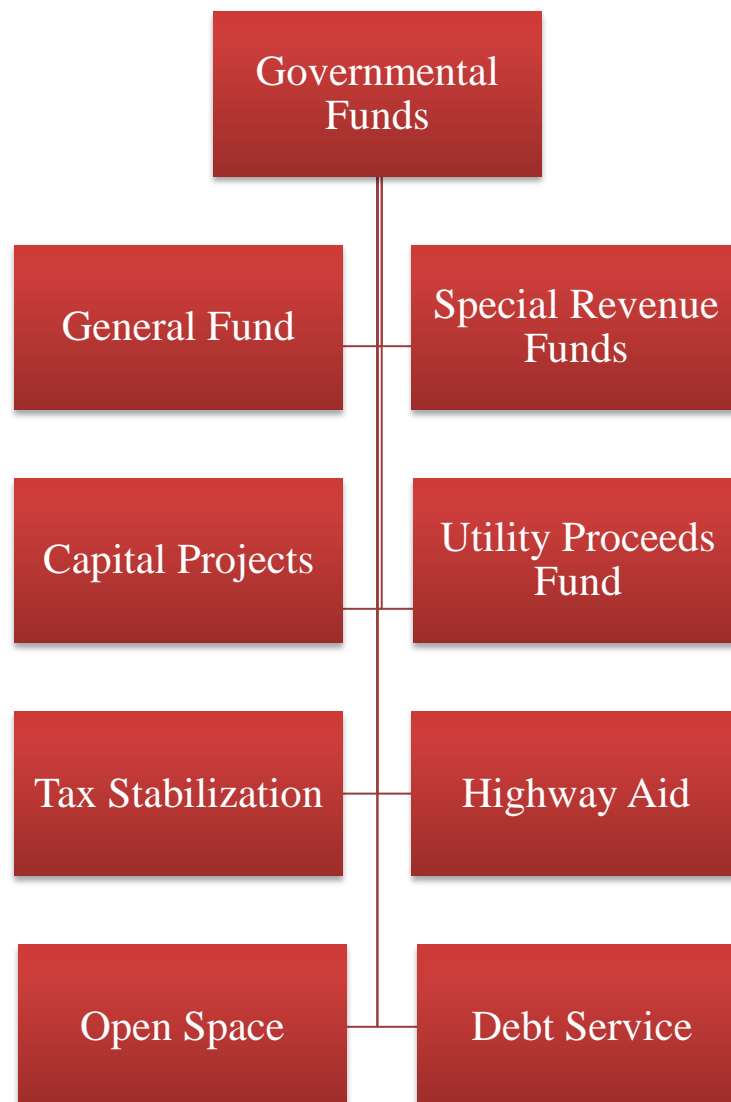 Governmental
Funds
General Fund
Special Revenue
Funds
Capital Projects
Utility Proceeds
Fund
Tax Stabilization
Highway Aid
Open Space
Debt Service